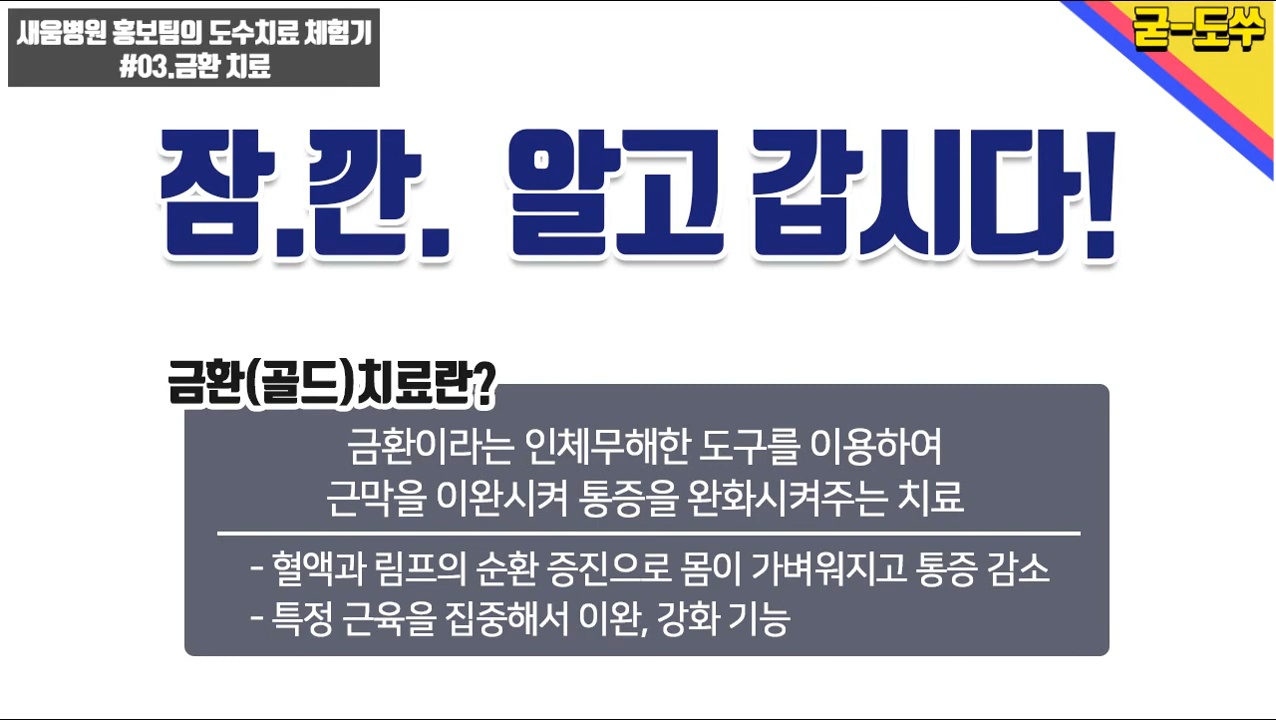 새움병원 홍보팀의 도수치료 체험기
#03.금환 치료
굳-도쑤
잠.깐. 알고 갑시다!
금환(골드)치료란?
금환이라는 인체무해한 도구를 이용하여
근막을 이완시켜 통증을 완화시켜주는 치료
- 혈액과 림프의 순환 증진으로 몸이 가벼워지고 통증 감소
- 특정 근육을 집중해서 이완, 강화 기능